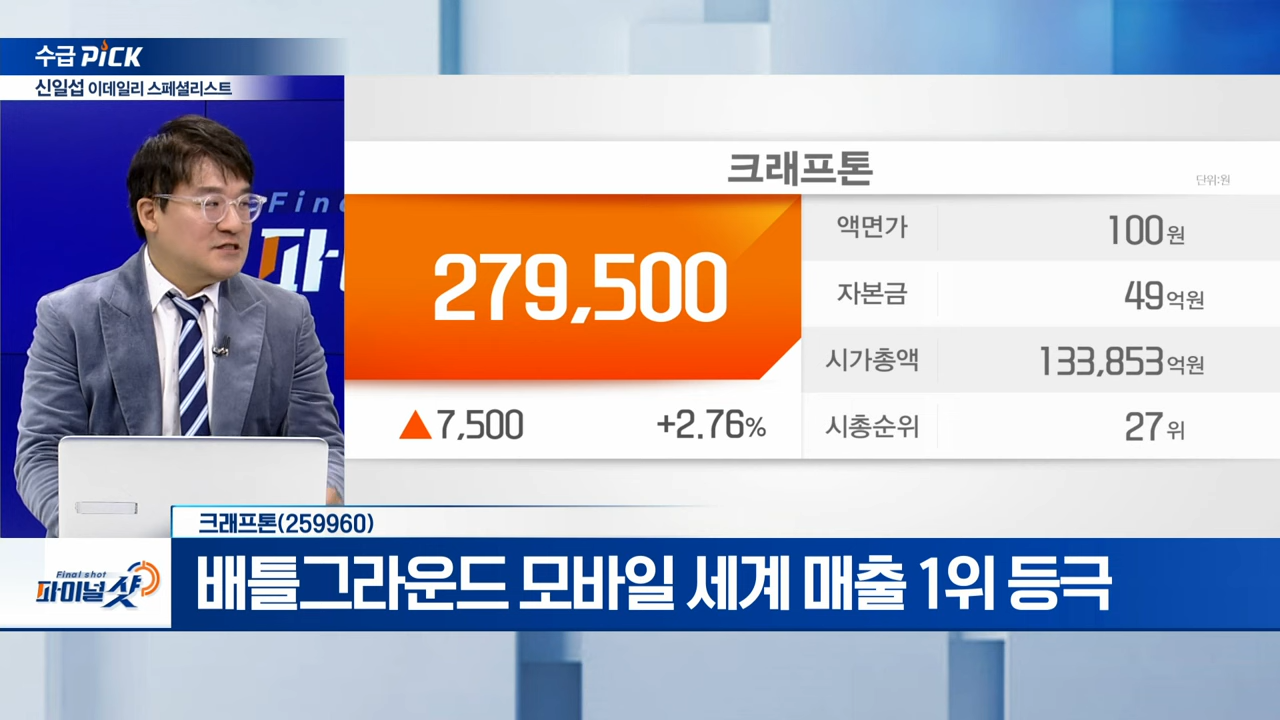 수급 PiCK
신일섭 이데일리 스페셜리스트
Fin
파
크래프톤
단위:원
279,500
▲7,500 +2.76%
액면가 100원
자본금 49억원
시가총액 133,853억원
시총순위 27위
크래프톤(259960)
Final shot
파이널샷
배틀그라운드 모바일 세계 매출 1위 등극